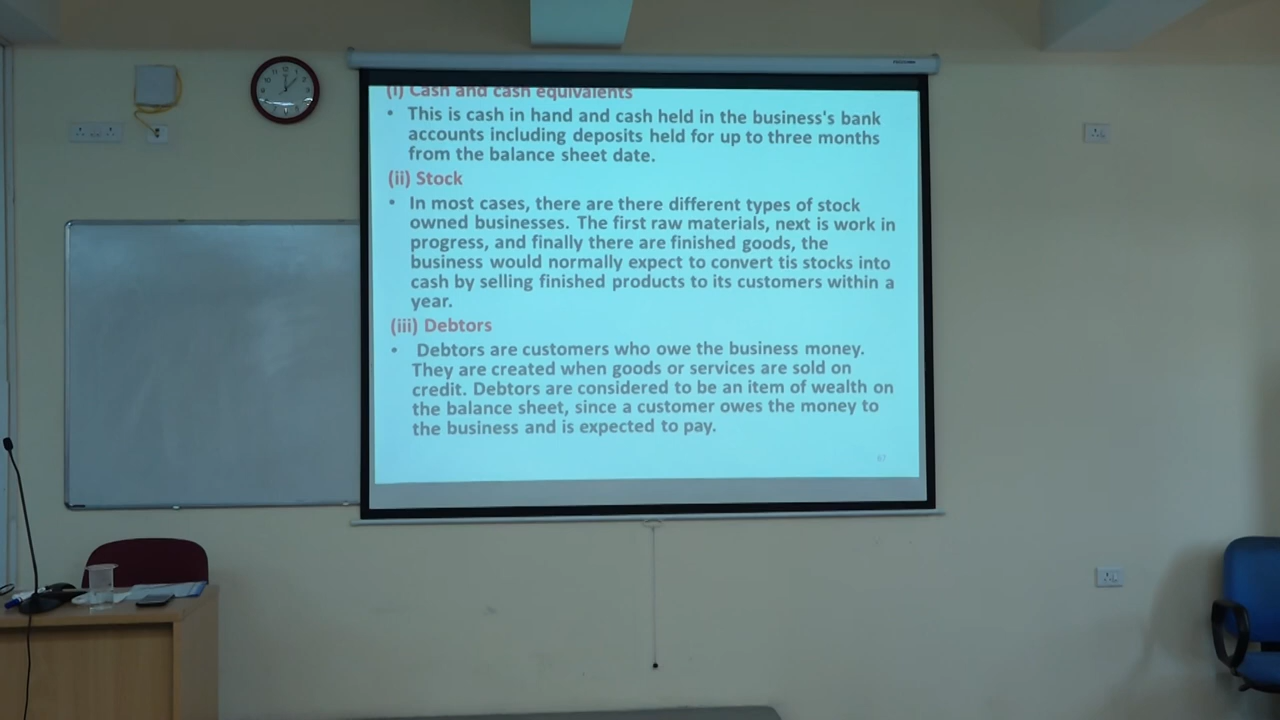 (i) Cash and cash equivalents
• This is cash in hand and cash held in the business's bank
accounts including deposits held for up to three months
from the balance sheet date.
(ii) Stock
• In most cases, there are there different types of stock
owned businesses. The first raw materials, next is work in
progress, and finally there are finished goods, the
business would normally expect to convert tis stocks into
cash by selling finished products to its customers within a
year.
(iii) Debtors
• Debtors are customers who owe the business money.
They are created when goods or services are sold on
credit. Debtors are considered to be an item of wealth on
the balance sheet, since a customer owes the money to
the business and is expected to pay.
67